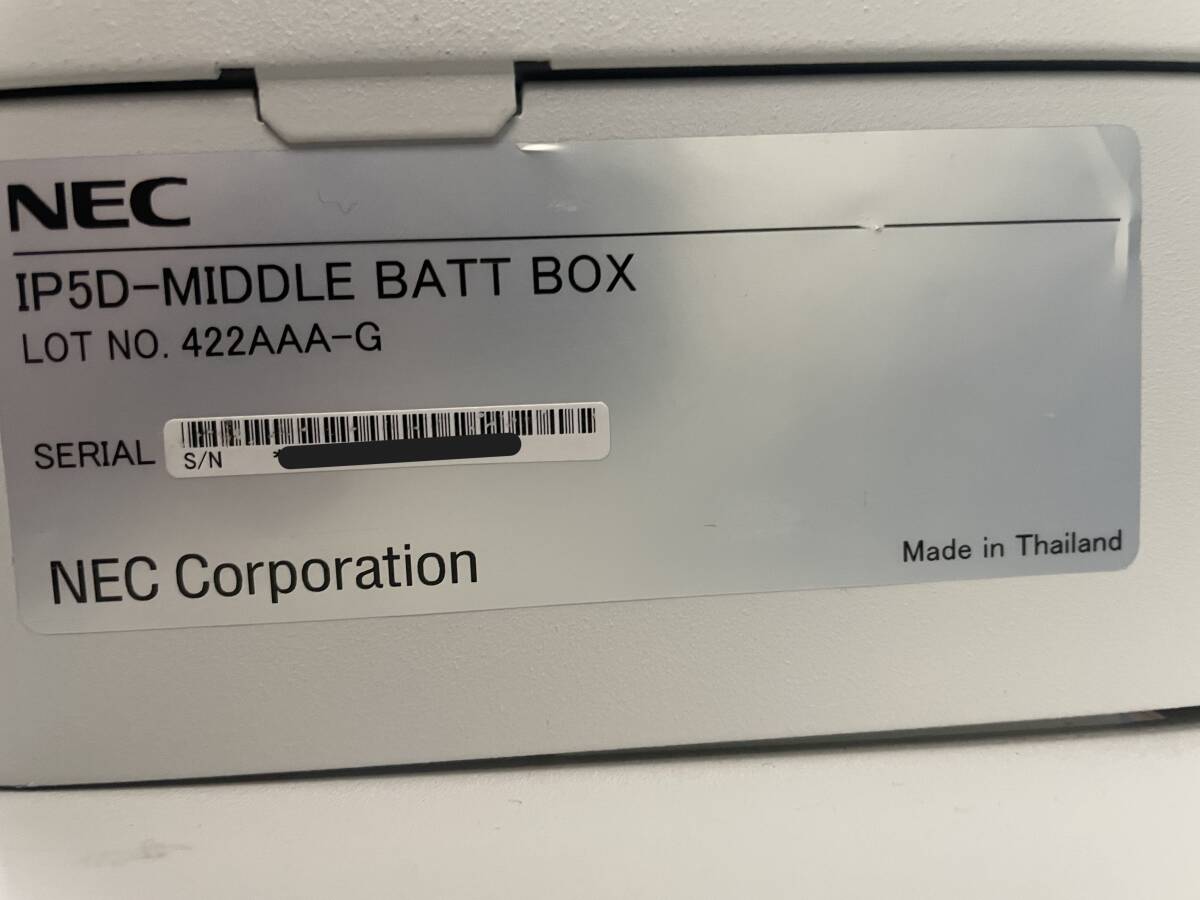 NEC
IP5D-MIDDLE BATT BOX
LOT NO. 422AAA-G
SERIAL
S/N *
NEC Corporation
Made in Thailand